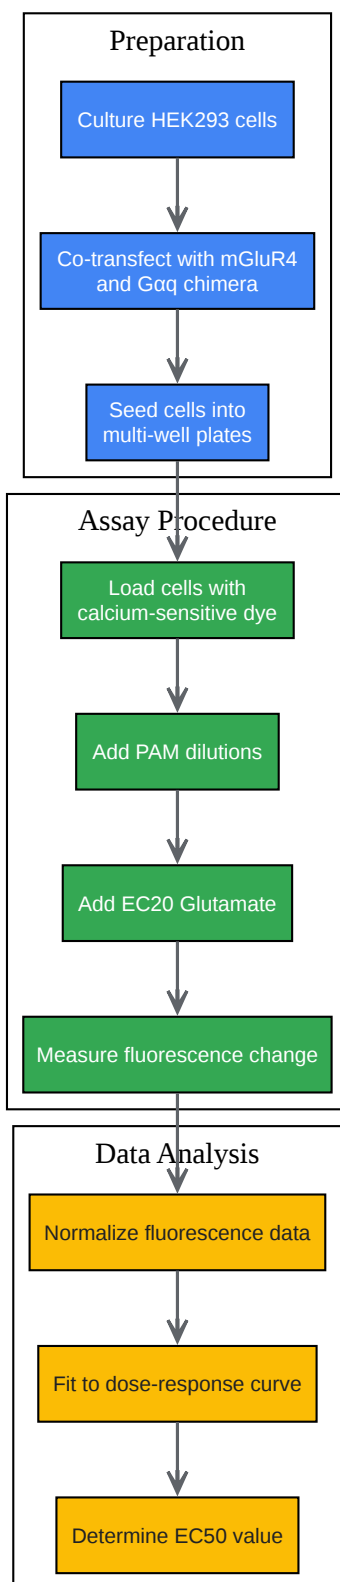 Preparation
Culture HEK293 cells
Co-transfect with mGluR4
and Gαq chimera
Seed cells into
multi-well plates
Assay Procedure
Load cells with
calcium-sensitive dye
Add PAM dilutions
Add EC20 Glutamate
Measure fluorescence change
Data Analysis
Normalize fluorescence data
Fit to dose-response curve
Determine EC50 value